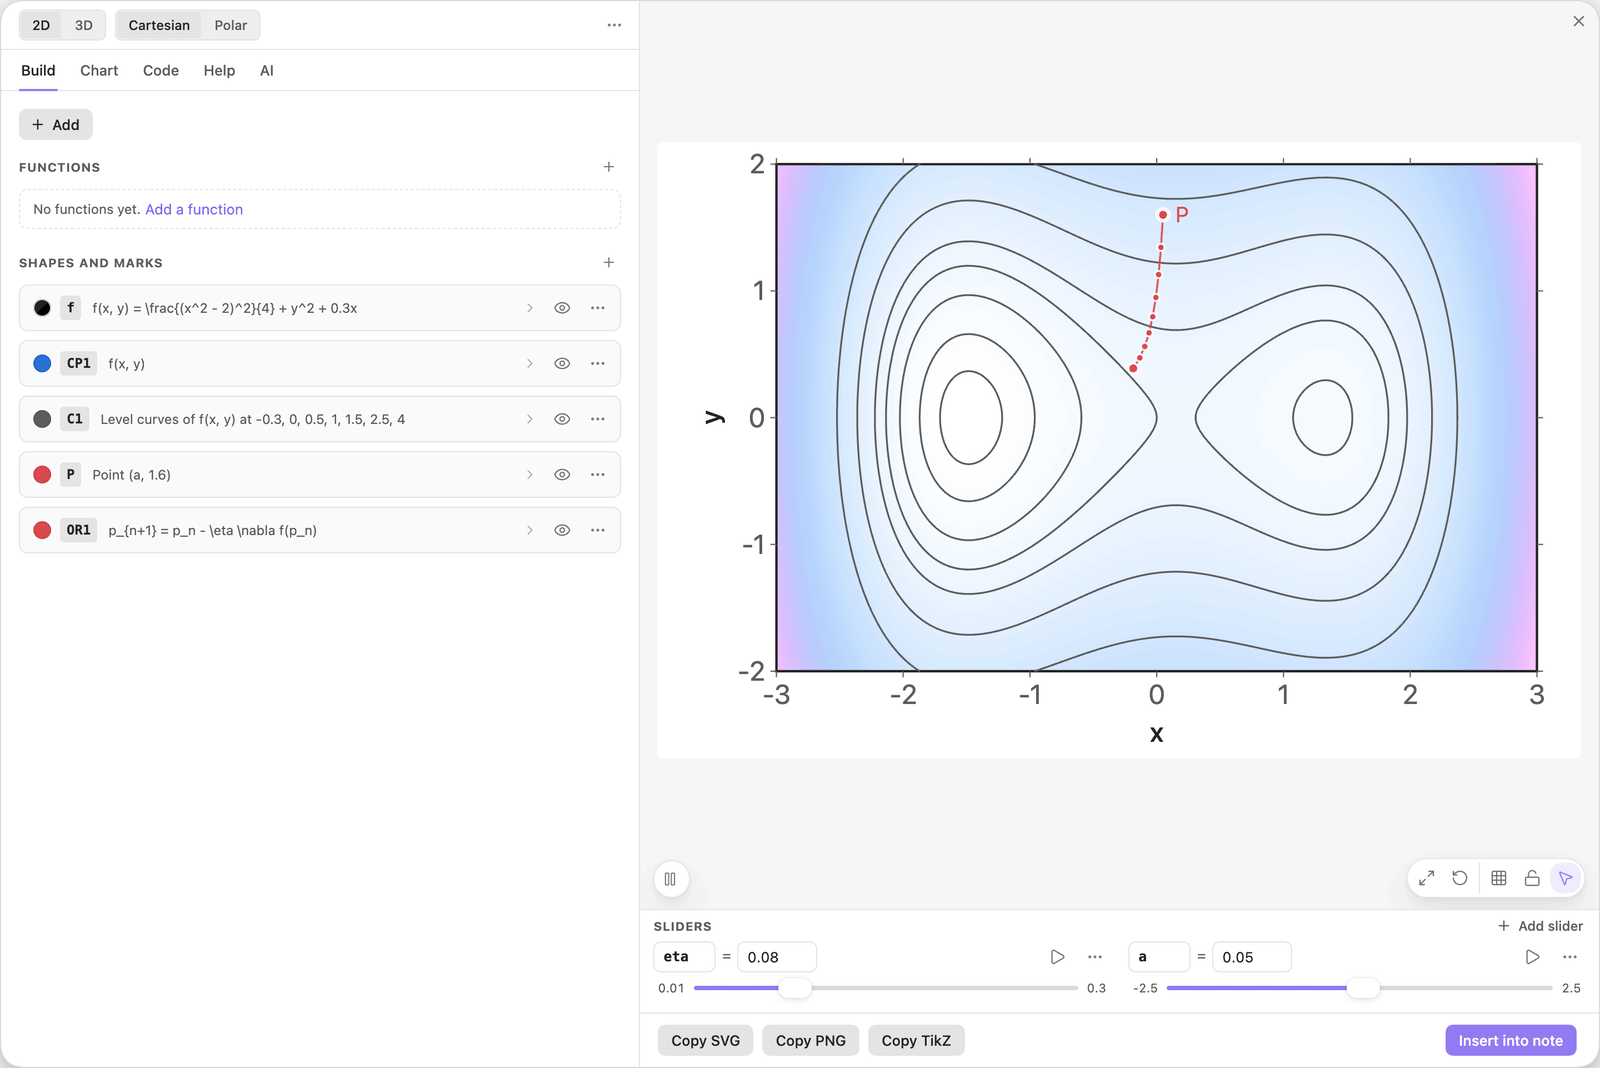 2D 3D Cartesian Polar
Build Chart Code Help AI
+ Add
FUNCTIONS
No functions yet. Add a function
SHAPES AND MARKS
f f(x, y) = \frac{(x^2 - 2)^2}{4} + y^2 + 0.3x
CP1 f(x, y)
C1 Level curves of f(x, y) at -0.3, 0, 0.5, 1, 1.5, 2.5, 4
P Point (a, 1.6)
OR1 p_{n+1} = p_n - \eta \nabla f(p_n)
2
P
1
y
0
-1
-2
-3 -2 -1 0 1 2 3
x
SLIDERS + Add slider
eta = 0.08 a = 0.05
0.01 0.3 -2.5 2.5
Copy SVG Copy PNG Copy TikZ Insert into note